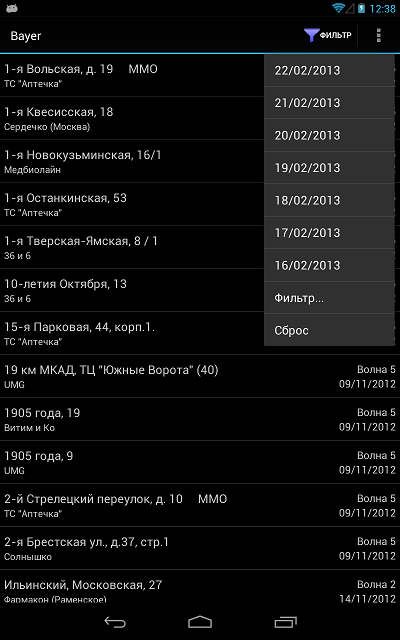 12:38
Bayer
ФИЛЬТР
1-я Вольская, д. 19 ММО
ТС "Аптечка"
1-я Квесисская, 18
Сердечко (Москва)
1-я Новокузьминская, 16/1
Медбиолайн
1-я Останкинская, 53
ТС "Аптечка"
1-я Тверская-Ямская, 8 / 1
36 и 6
10-летия Октября, 13
36 и 6
15-я Парковая, 44, корп.1.
ТС "Аптечка"
22/02/2013
21/02/2013
20/02/2013
19/02/2013
18/02/2013
17/02/2013
16/02/2013
Фильтр...
Сброс
19 км МКАД, ТЦ "Южные Ворота" (40)
Волна 5
UMG
09/11/2012
1905 года, 19
Волна 5
Витим и Ко
09/11/2012
1905 года, 9
Волна 5
UMG
09/11/2012
2-й Стрелецкий переулок, д. 10 ММО
Волна 5
ТС "Аптечка"
09/11/2012
2-я Брестская ул., д.37, стр.1
Волна 5
Солнышко
09/11/2012
Ильинский, Московская, 27
Волна 2
Фармакон (Раменское)
14/11/2012